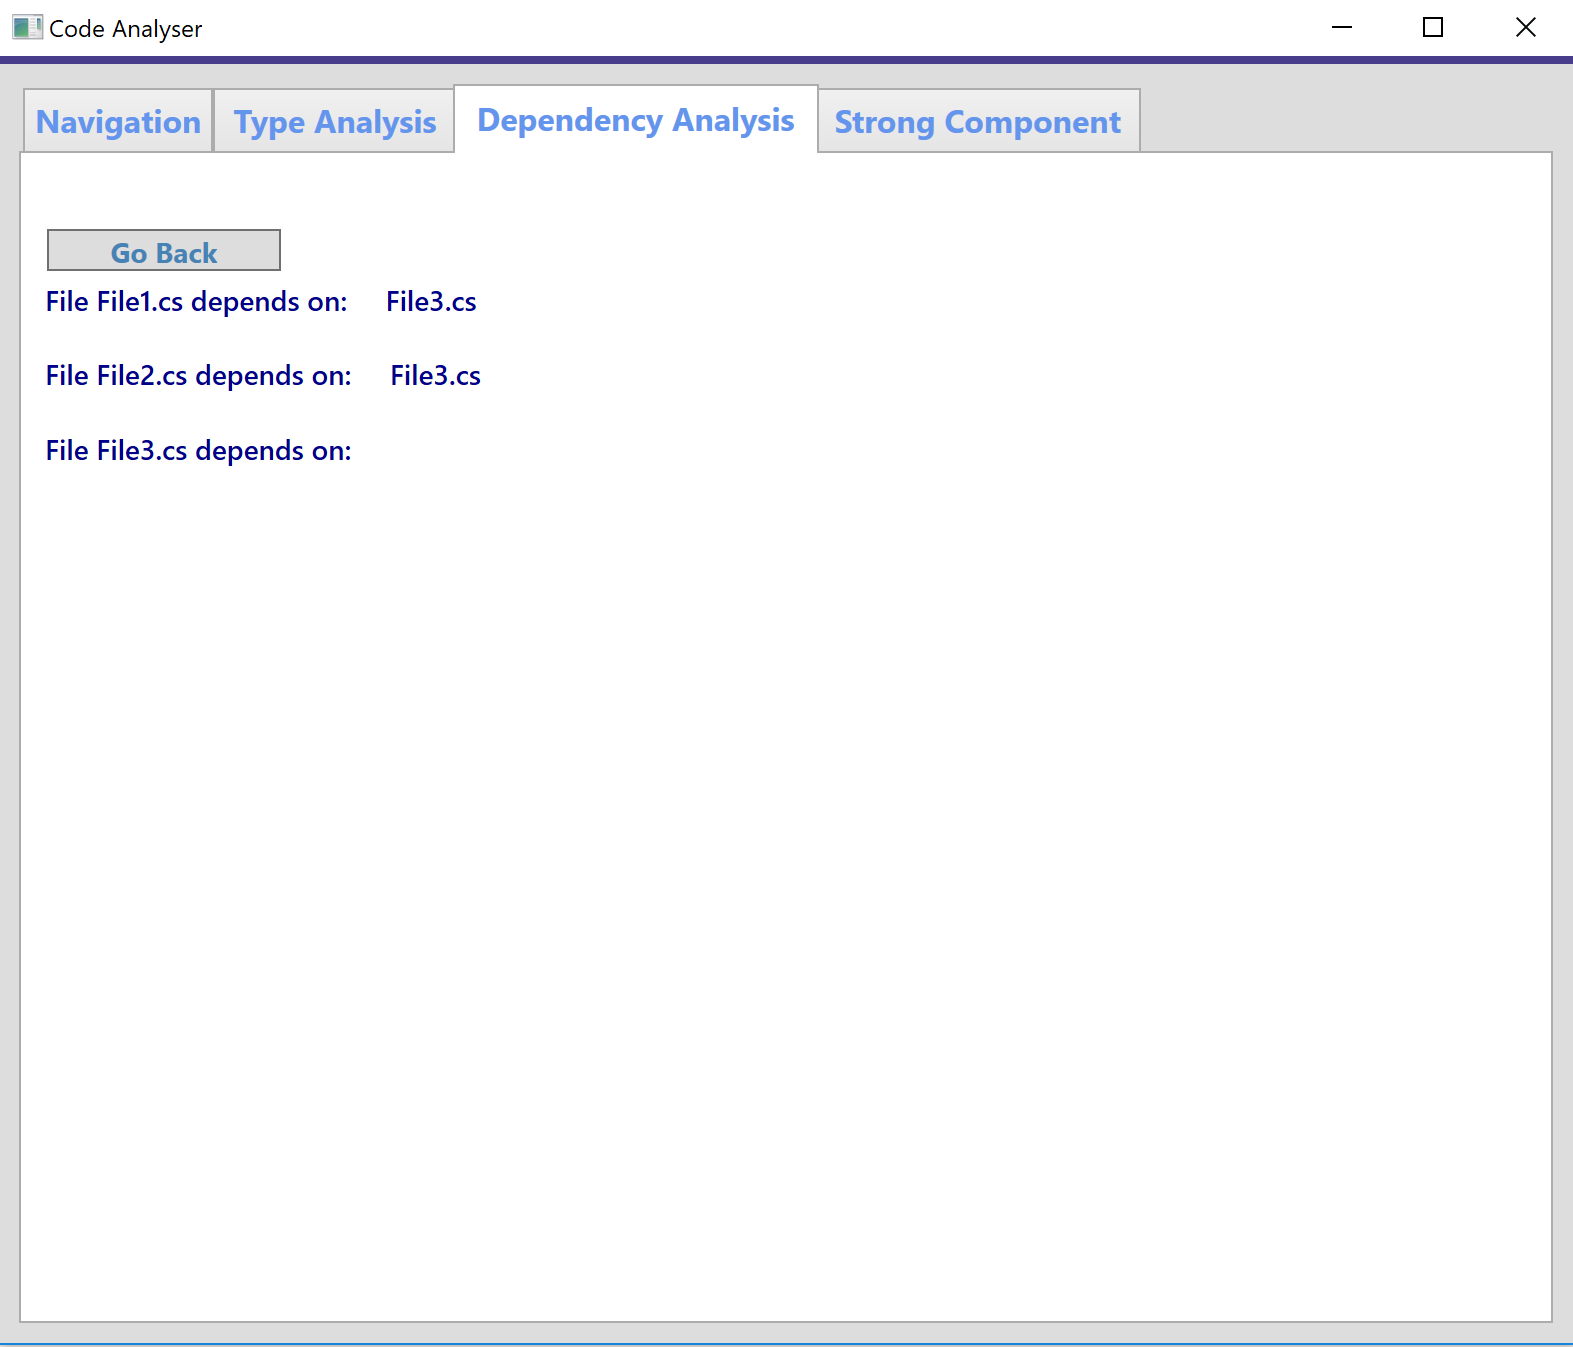 Code Analyser
Navigation Type Analysis Dependency Analysis Strong Component
Go Back
File File1.cs depends on: File3.cs
File File2.cs depends on: File3.cs
File File3.cs depends on: